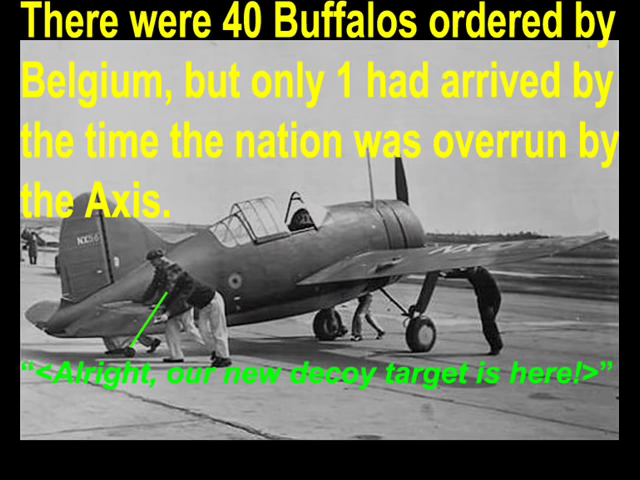 There were 40 Buffalos ordered by
Belgium, but only 1 had arrived by
the time the nation was overrun by
the Axis.
NX56
"<Alright, our new decoy target is here!>"